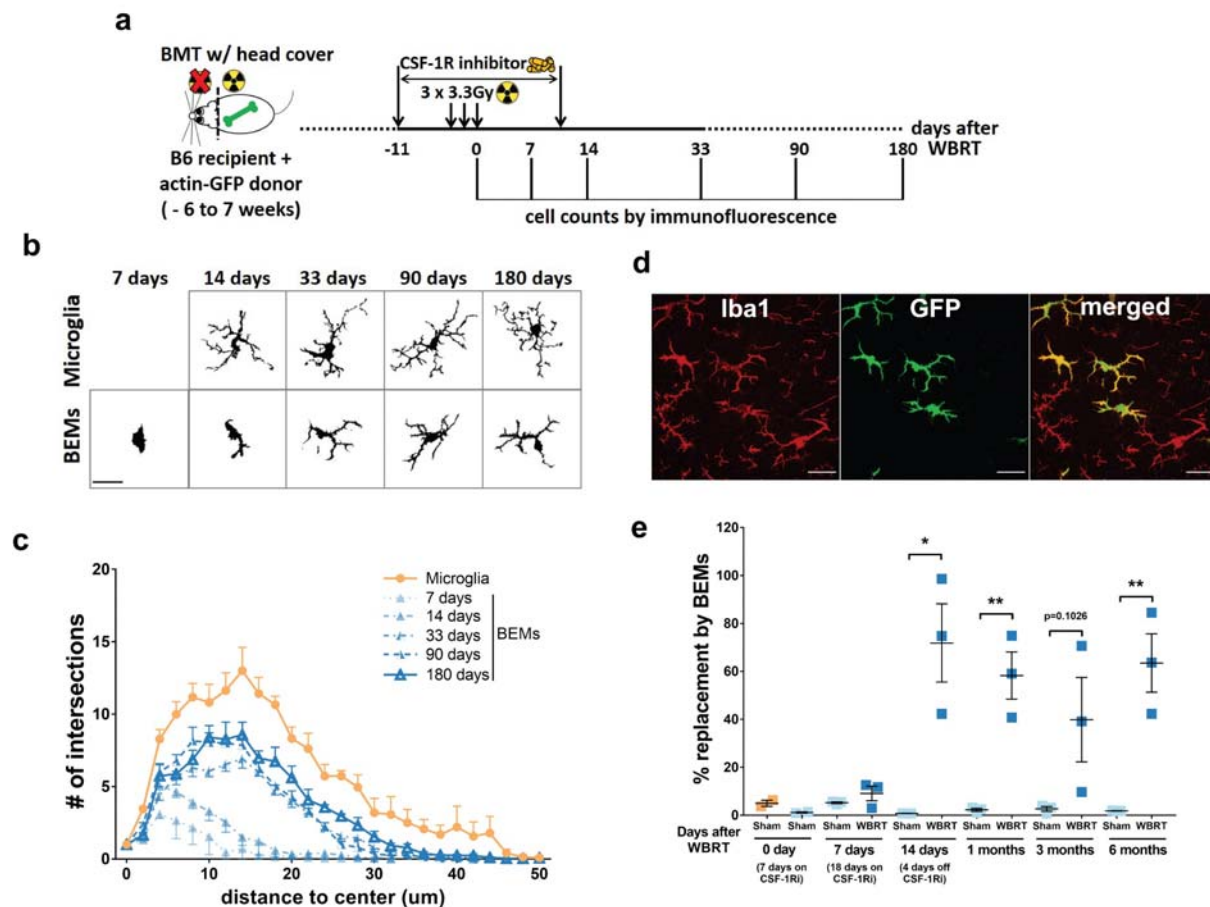 a
BMT w/ head cover
B6 recipient +
actin-GFP donor
( - 6 to 7 weeks)
CSF-1R inhibitor
3 x 3.3Gy
days after
WBRT
-11 0 7 14 33 90 180
cell counts by immunofluorescence
b
7 days 14 days 33 days 90 days 180 days
Microglia
BEMs
c
# of intersections
20
15
10
5
0
0 10 20 30 40 50
distance to center (um)
Microglia
7 days
14 days
33 days
90 days
180 days
BEMs
d
Iba1 GFP merged
e
% replacement by BEMs
120
100
80
60
40
20
0
*
**
p=0.1026
**
Sham Sham Sham WBRT Sham WBRT Sham WBRT Sham WBRT Sham WBRT
Days after
WBRT
0 day 7 days 14 days 1 months 3 months 6 months
(7 days on
CSF-1Ri)
(18 days on
CSF-1Ri)
(4 days off
CSF-1Ri)